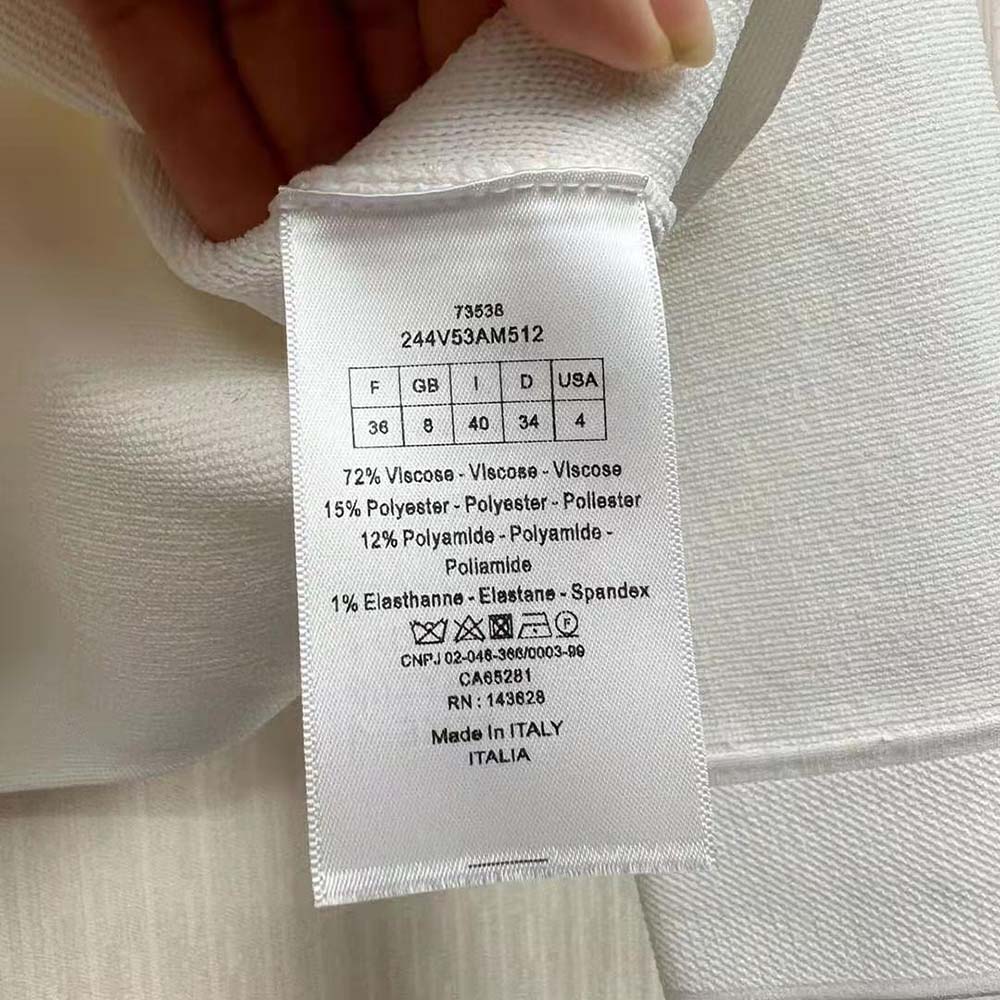 73538
244V53AM512
F GB I D USA
36 8 40 34 4
72% Viscose - Viscose - Viscose
15% Polyester - Polyester - Poliester
12% Polyamide - Polyamide -
Poliamide
1% Elasthanne - Elastane - Spandex
F
CNPJ 02-046-366/0003-99
CA65281
RN : 143628
Made in ITALY
ITALIA